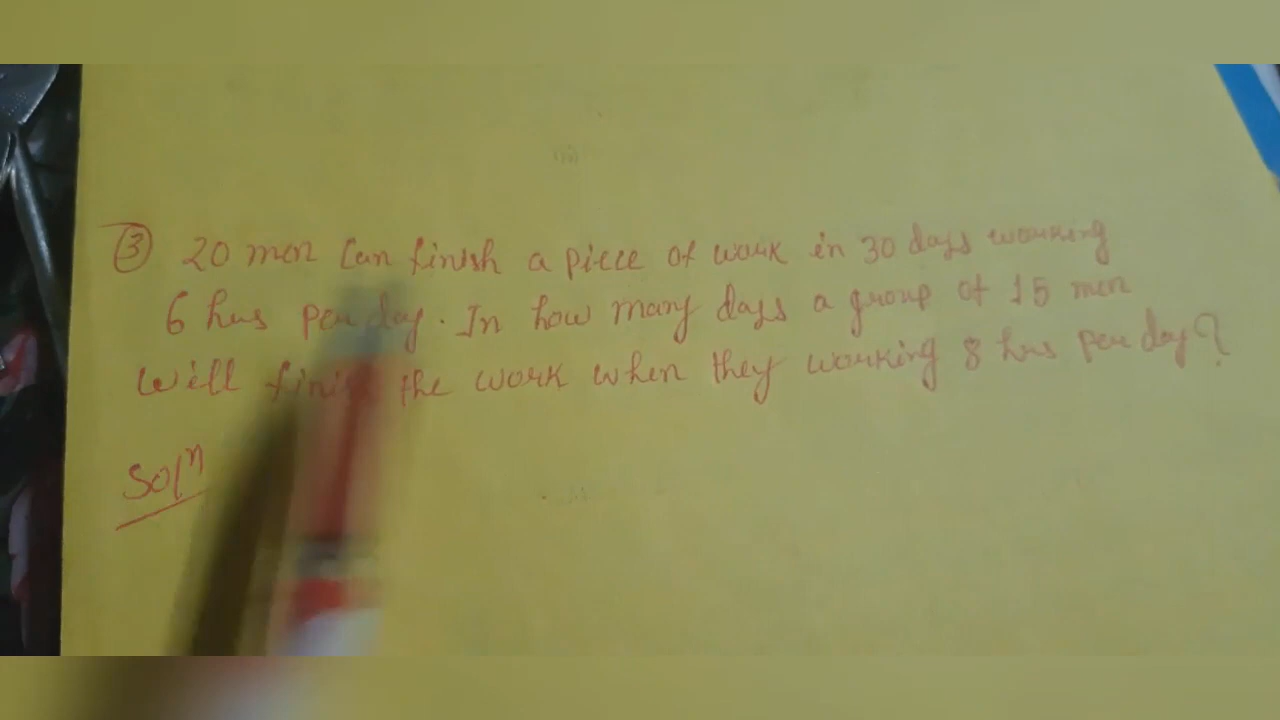 ③ 20 men can finish a piece of work in 30 days working
6 hrs per day. In how many days a group of 15 men
will finish the work when they working 8 hrs per day?
Solⁿ